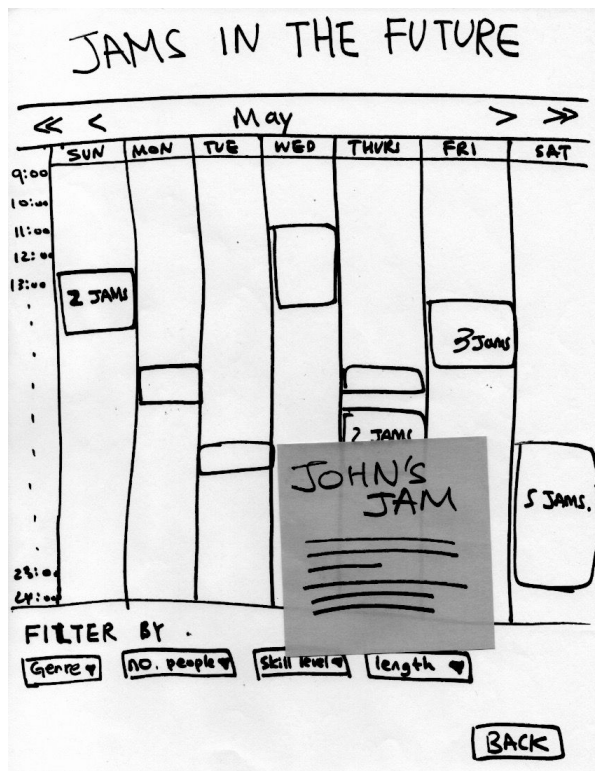 JAMS IN THE FUTURE
<< < May > >>
SUN MON TUE WED THURS FRI SAT
9:00
10:00
11:00
12:00
13:00
2 JAMS
3 Jams
2 JAMS
JOHN'S
JAM
5 JAMS.
23:00
24:00
FILTER BY .
Genre no. people skill level length
BACK